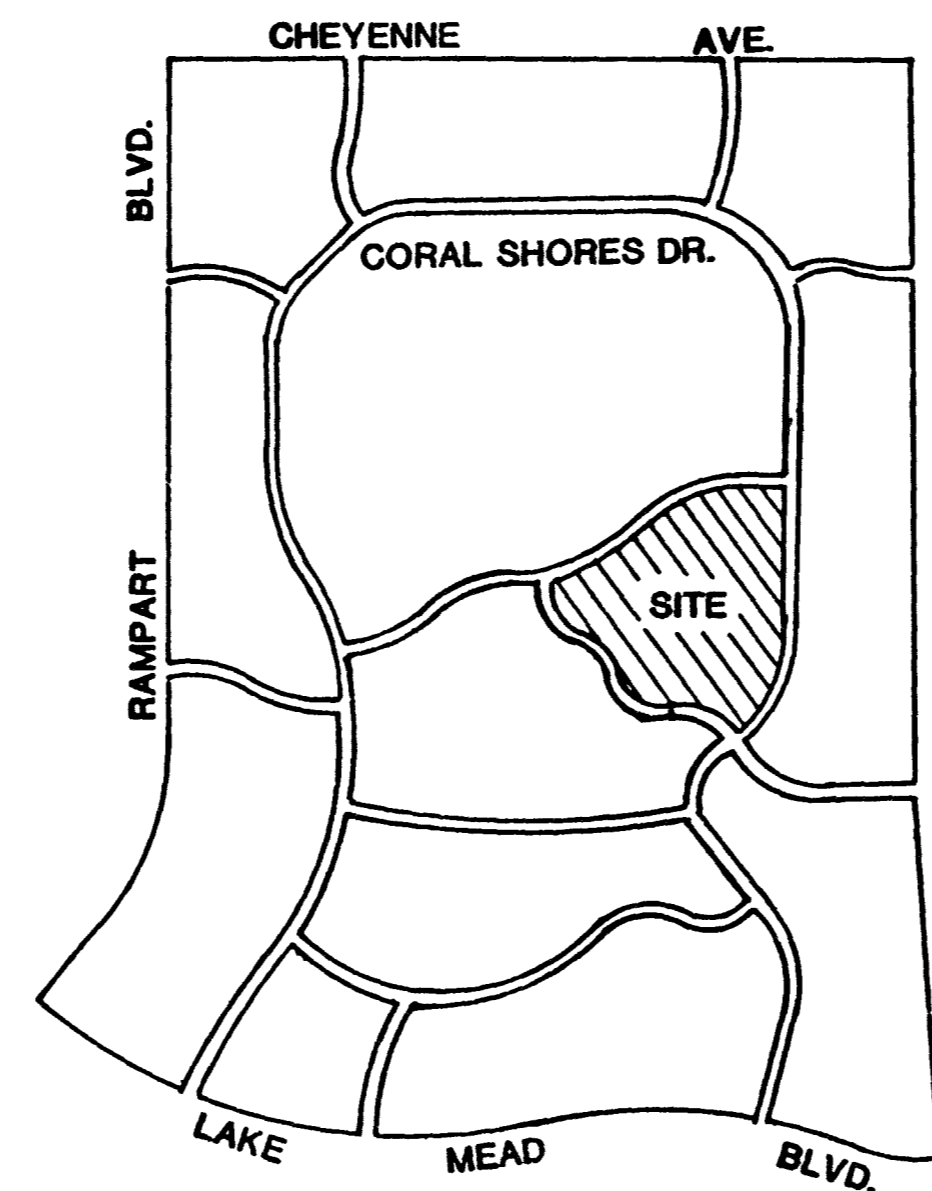 CHEYENNE AVE.
BLVD.
CORAL SHORES DR.
RAMPART
SITE
LAKE MEAD BLVD.